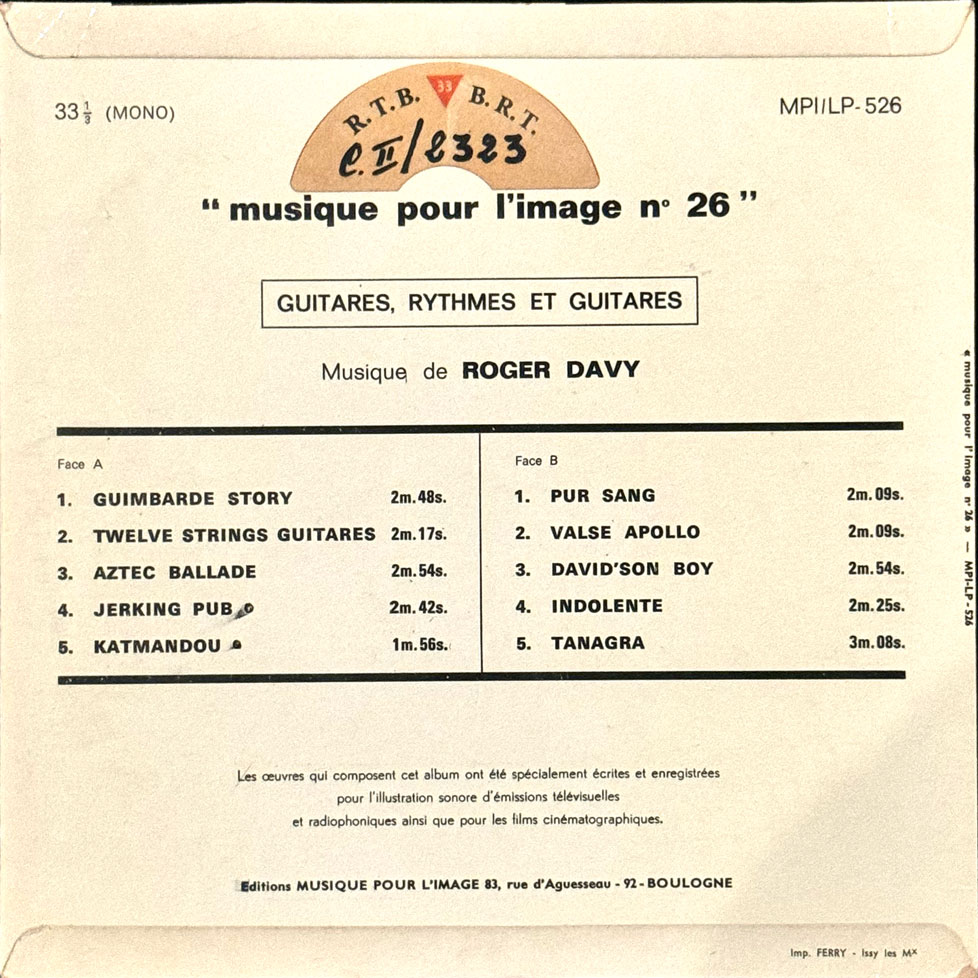 33 1/3 (MONO)
R.T.B. 33 B.R.T.
MPI/LP-526
C.II/2323
“ musique pour l'image n° 26 ”
GUITARES, RYTHMES ET GUITARES
Musique de ROGER DAVY
Face A
1. GUIMBARDE STORY 2m.48s.
2. TWELVE STRINGS GUITARES 2m.17s.
3. AZTEC BALLADE 2m.54s.
4. JERKING PUB 2m.42s.
5. KATMANDOU 1m.56s.
Face B
1. PUR SANG 2m.09s.
2. VALSE APOLLO 2m.09s.
3. DAVID'SON BOY 2m.54s.
4. INDOLENTE 2m.25s.
5. TANAGRA 3m.08s.
Les œuvres qui composent cet album ont été spécialement écrites et enregistrées
pour l'illustration sonore d'émissions télévisuelles
et radiophoniques ainsi que pour les films cinématographiques.
Editions MUSIQUE POUR L'IMAGE 83, rue d'Aguesseau - 92 - BOULOGNE
Imp. FERRY - Issy les Mx
« musique pour l'image n° 26 » — MPI-LP - 526